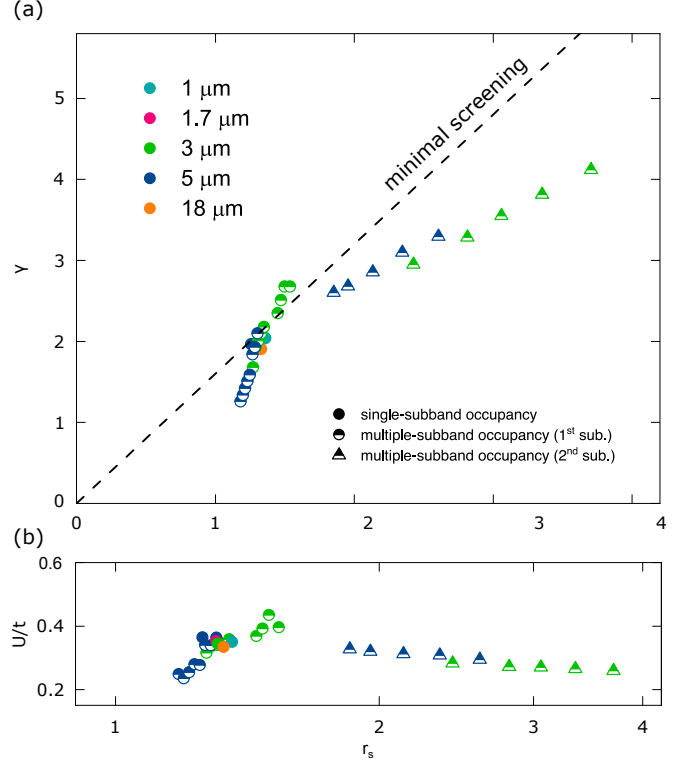 (a)
5
4
3
2
1
0
γ
1 μm
1.7 μm
3 μm
5 μm
18 μm
minimal screening
single-subband occupancy
multiple-subband occupancy (1st sub.)
multiple-subband occupancy (2nd sub.)
0 1 2 3 4
(b)
0.6
0.4
0.2
U/t
1 2 3 4
rs